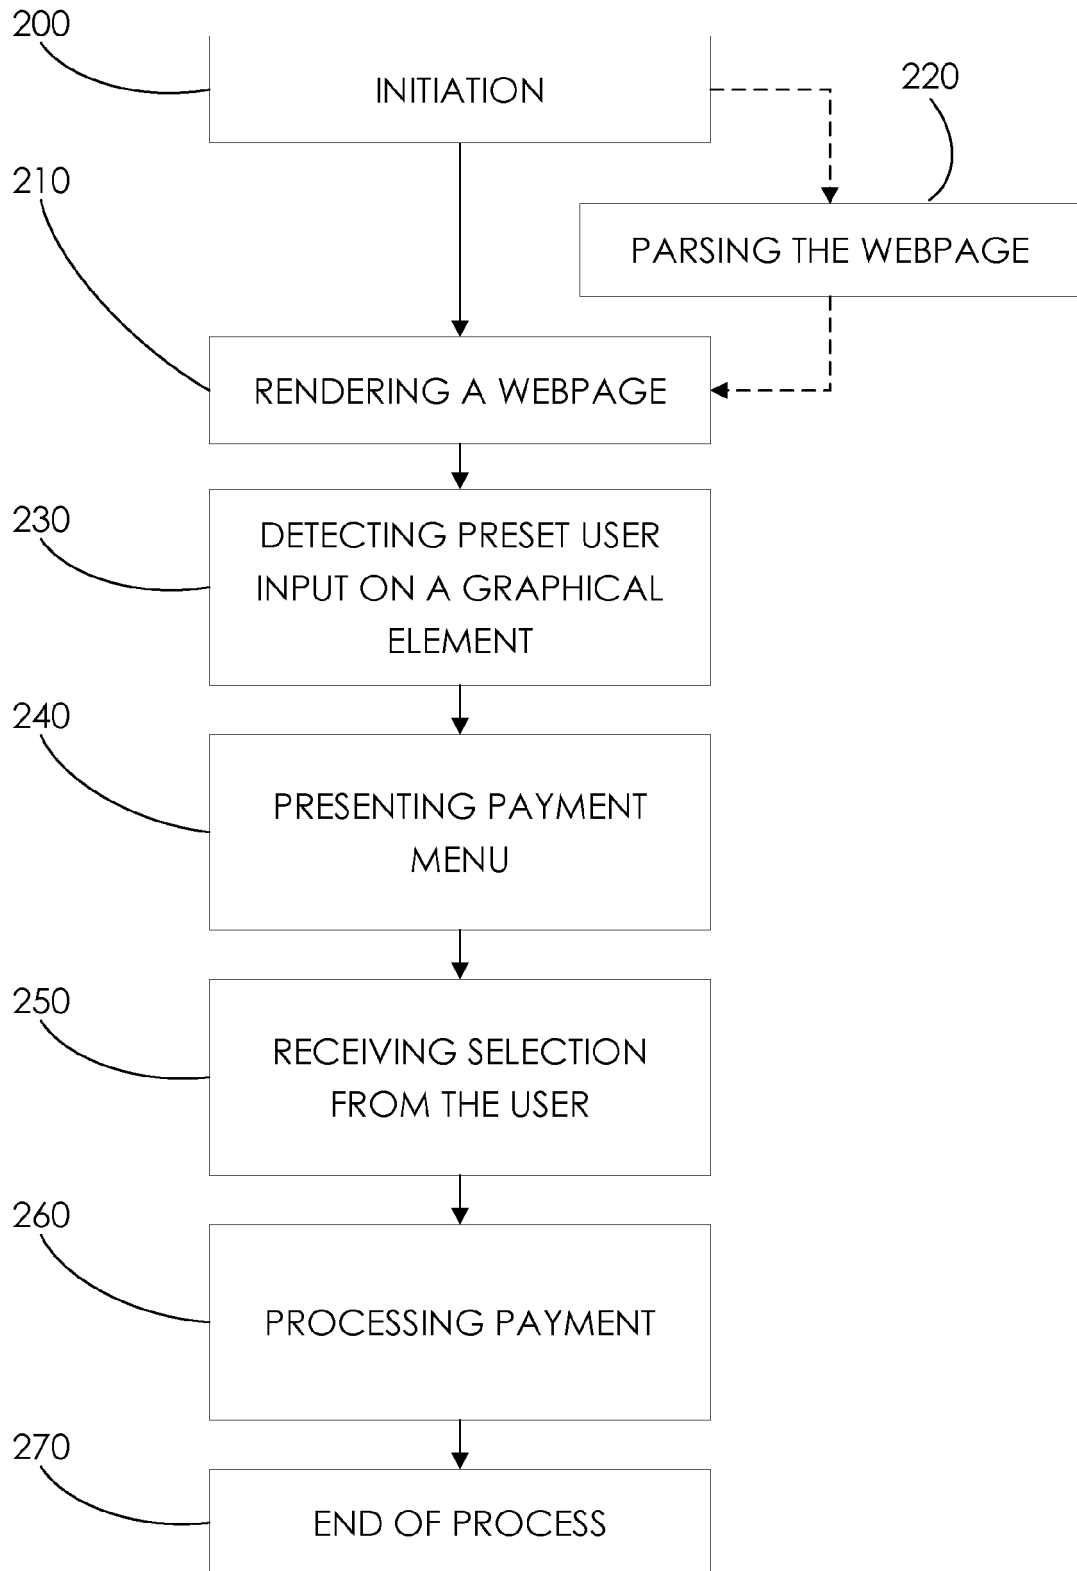 200
INITIATION
220
210
PARSING THE WEBPAGE
RENDERING A WEBPAGE
230
DETECTING PRESET USER
INPUT ON A GRAPHICAL
ELEMENT
240
PRESENTING PAYMENT
MENU
250
RECEIVING SELECTION
FROM THE USER
260
PROCESSING PAYMENT
270
END OF PROCESS